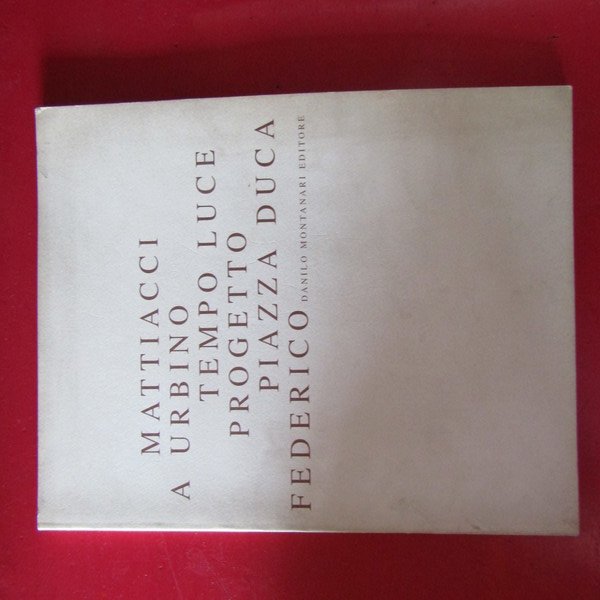 MATTIACCI
A URBINO
TEMPO LUCE
PROGETTO
PIAZZA DUCA
FEDERICO DANILO MONTANARI EDITORE